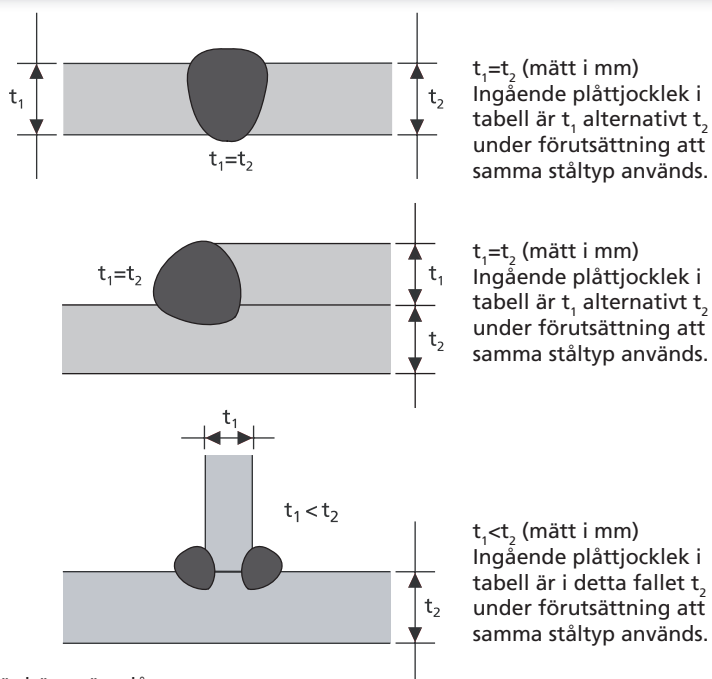 t₁=t₂ (mätt i mm)
Ingående plåttjocklek i
tabell är t₁ alternativt t₂
under förutsättning att
samma ståltyp används.
t₁
t₂
t₁=t₂
t₁=t₂ (mätt i mm)
Ingående plåttjocklek i
tabell är t₁ alternativt t₂
under förutsättning att
samma ståltyp används.
t₁=t₂
t₁
t₂
t₁
t₁ < t₂
t₁<t₂ (mätt i mm)
Ingående plåttjocklek i
tabell är i detta fallet t₂
under förutsättning att
samma ståltyp används.
t₂